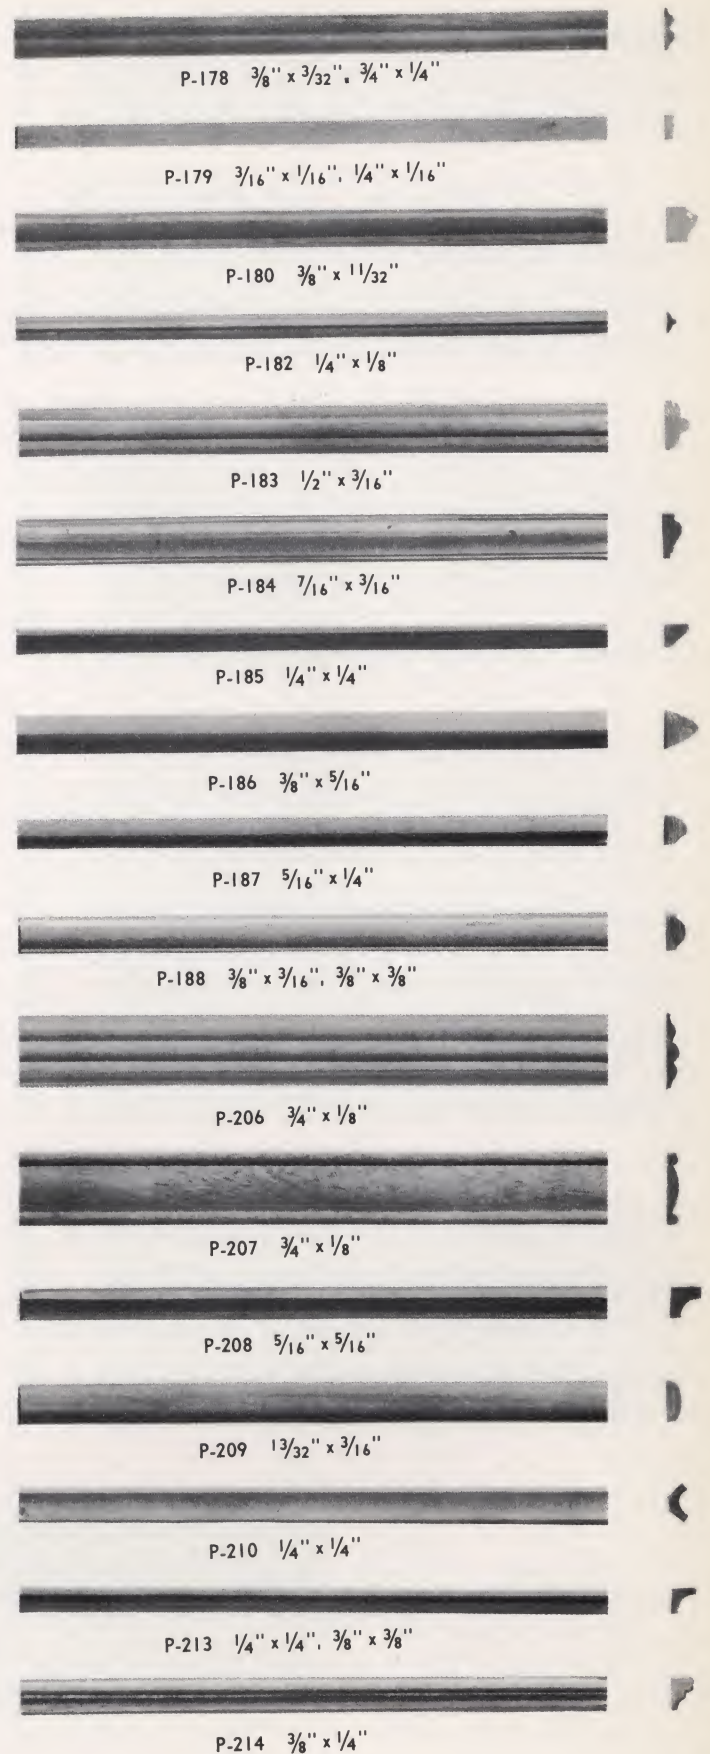 P-178 3/8" x 3/32", 3/4" x 1/4"
P-179 3/16" x 1/16", 1/4" x 1/16"
P-180 3/8" x 11/32"
P-182 1/4" x 1/8"
P-183 1/2" x 3/16"
P-184 7/16" x 3/16"
P-185 1/4" x 1/4"
P-186 3/8" x 5/16"
P-187 5/16" x 1/4"
P-188 3/8" x 3/16", 3/8" x 3/8"
P-206 3/4" x 1/8"
P-207 3/4" x 1/8"
P-208 5/16" x 5/16"
P-209 13/32" x 3/16"
P-210 1/4" x 1/4"
P-213 1/4" x 1/4", 3/8" x 3/8"
P-214 3/8" x 1/4"